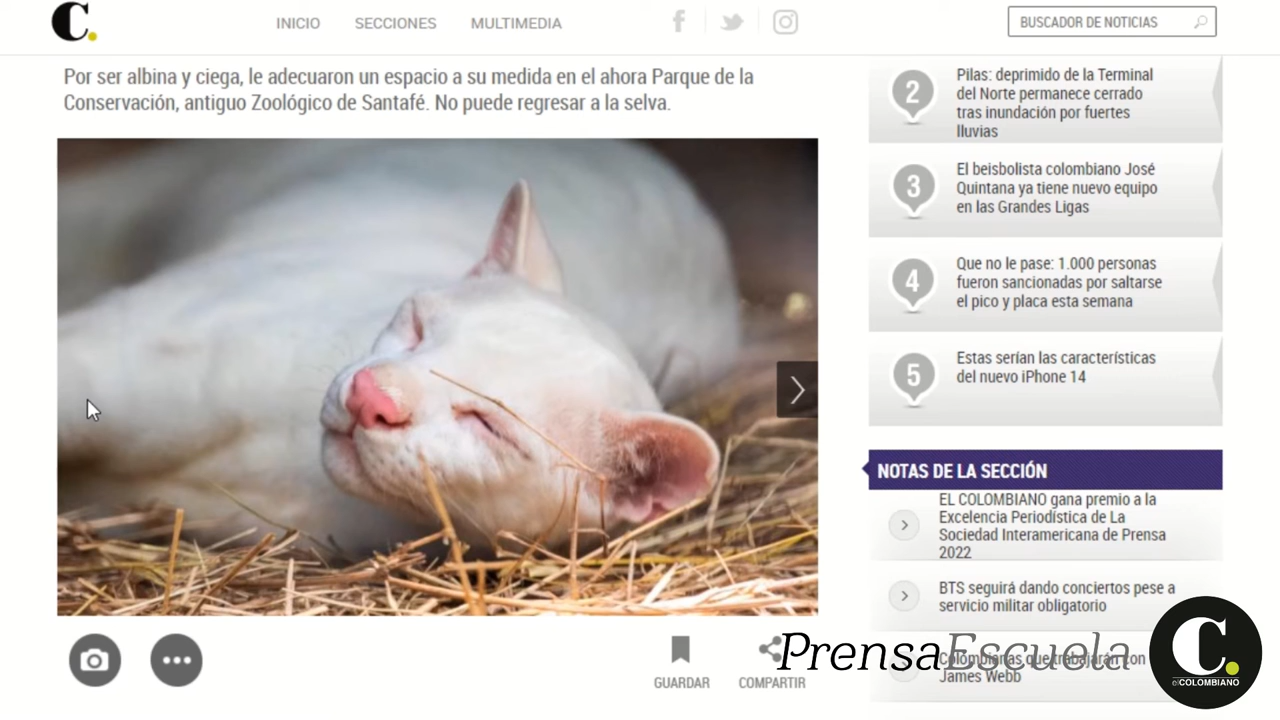 C.
INICIO
SECCIONES
MULTIMEDIA
BUSCADOR DE NOTICIAS
Por ser albina y ciega, le adecuaron un espacio a su medida en el ahora Parque de la
Conservación, antiguo Zoológico de Santafé. No puede regresar a la selva.
2
Pilas: deprimido de la Terminal
del Norte permanece cerrado
tras inundación por fuertes
lluvias
3
El beisbolista colombiano José
Quintana ya tiene nuevo equipo
en las Grandes Ligas
4
Que no le pase: 1.000 personas
fueron sancionadas por saltarse
el pico y placa esta semana
5
Estas serían las características
del nuevo iPhone 14
NOTAS DE LA SECCIÓN
EL COLOMBIANO gana premio a la
Excelencia Periodística de La
Sociedad Interamericana de Prensa
2022
BTS seguirá dando conciertos pese a
servicio militar obligatorio
Colombianas que trabajarán con
James Webb
GUARDAR
COMPARTIR
PrensaEscuela
C.
elCOLOMBIANO